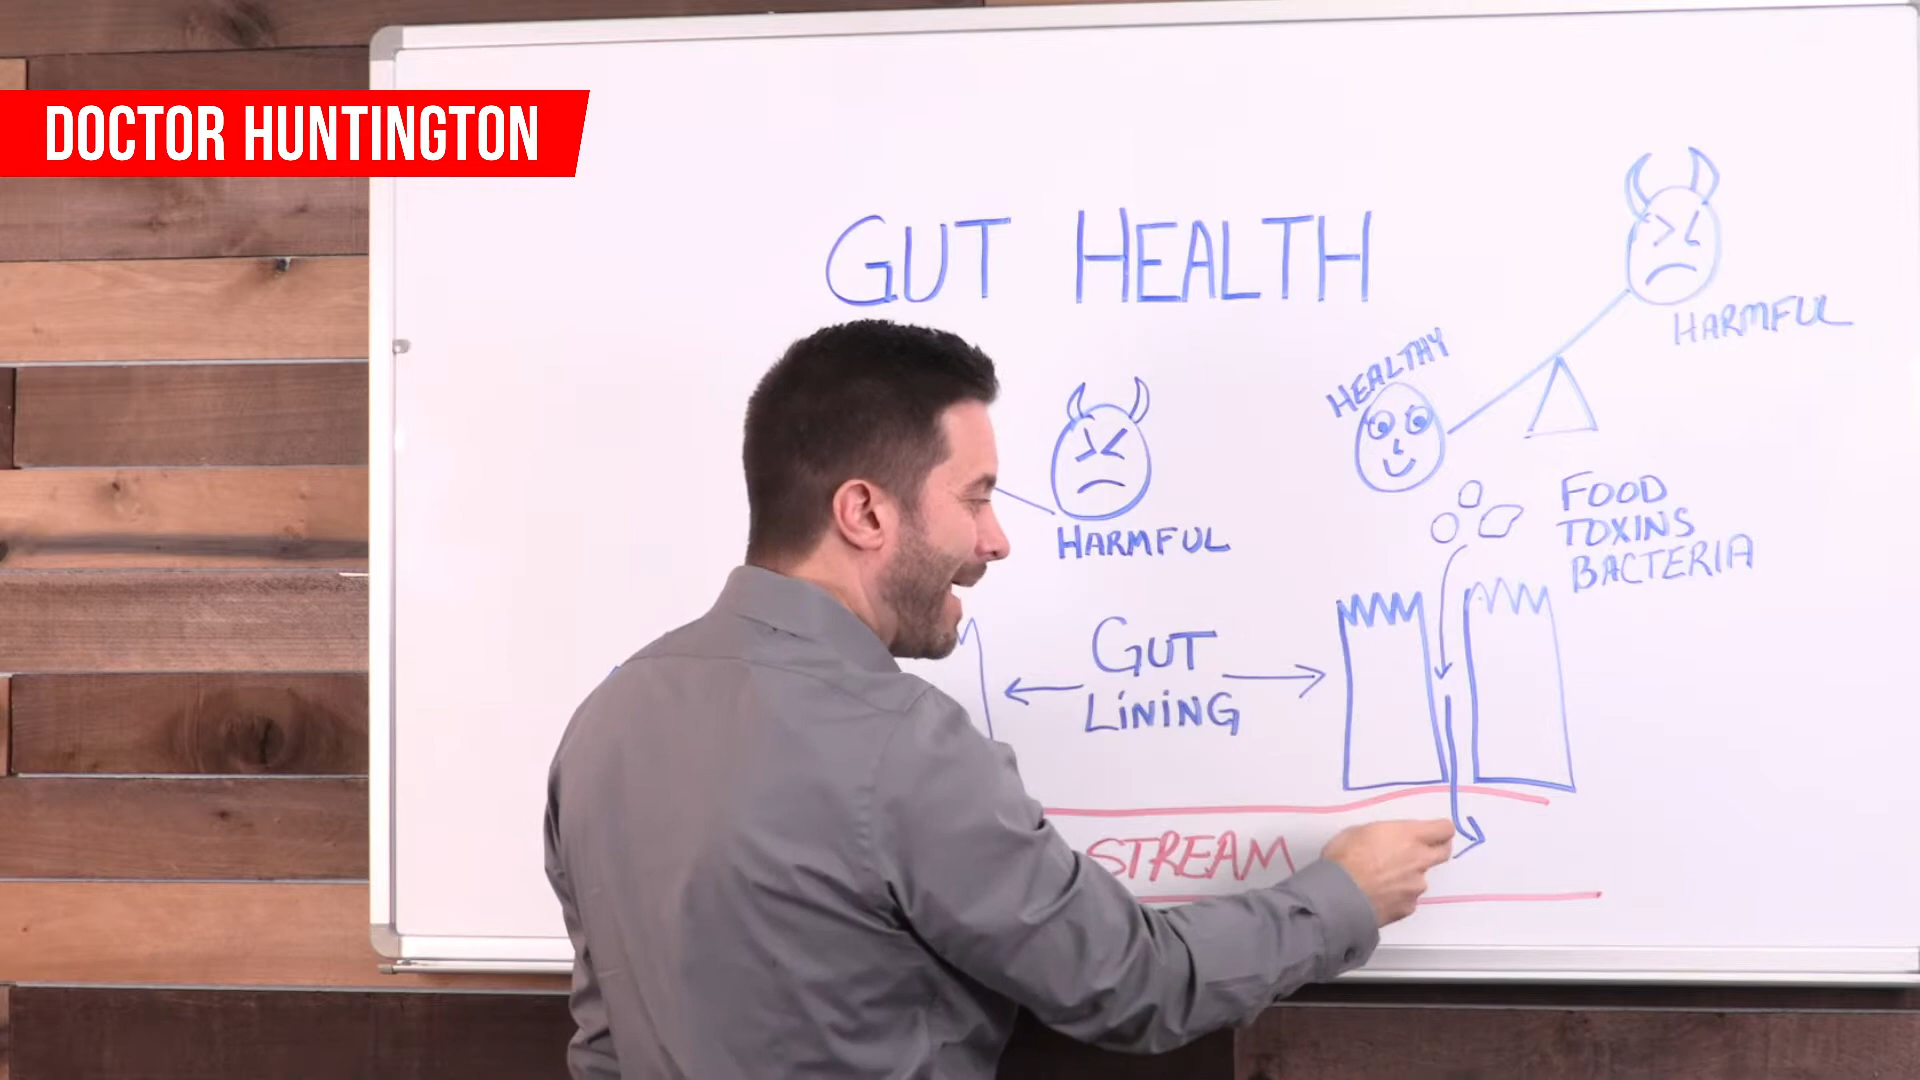 DOCTOR HUNTINGTON
GUT HEALTH
HARMFUL
HEALTHY
HARMFUL
FOOD
TOXINS
BACTERIA
GUT
LINING
STREAM